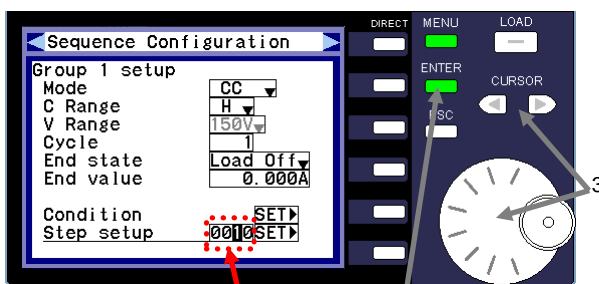 DIRECT MENU LOAD
Sequence Configuration
Group 1 setup
Mode CC
C Range H
V Range 150V
Cycle 1
End state Load Off
End value 0.000A
Condition SET
Step setup 0010 SET
ENTER
CURSOR
ESC
3